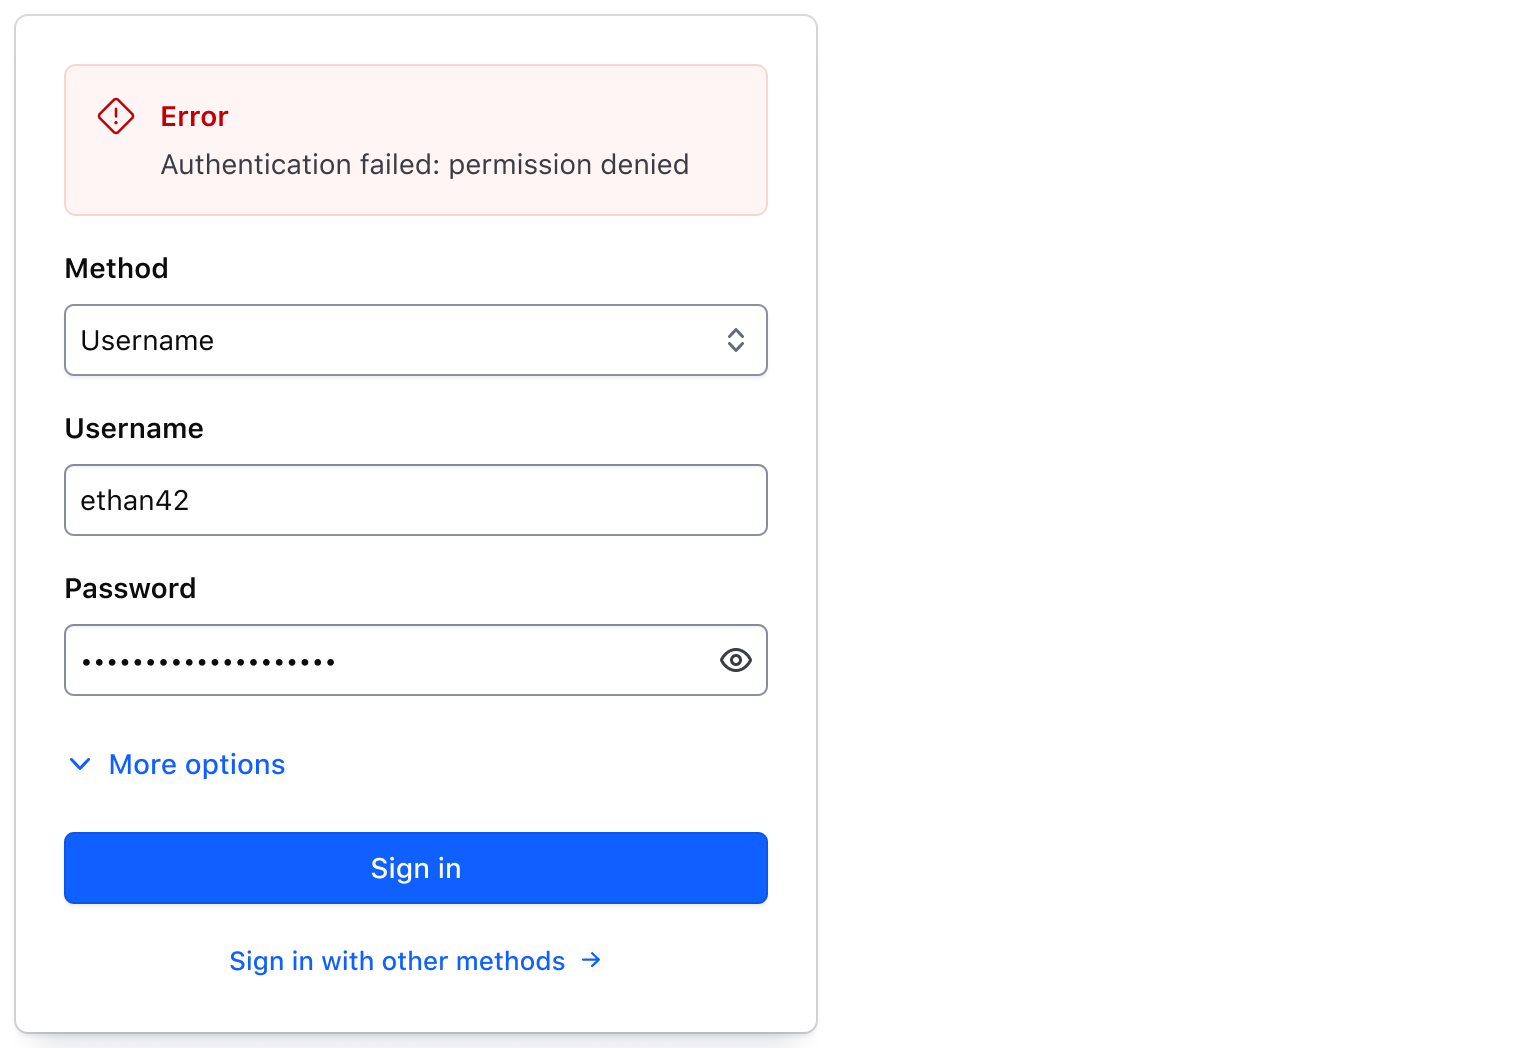 Error
Authentication failed: permission denied
Method
Username
Username
ethan42
Password
••••••••••••••••••••
More options
Sign in
Sign in with other methods →